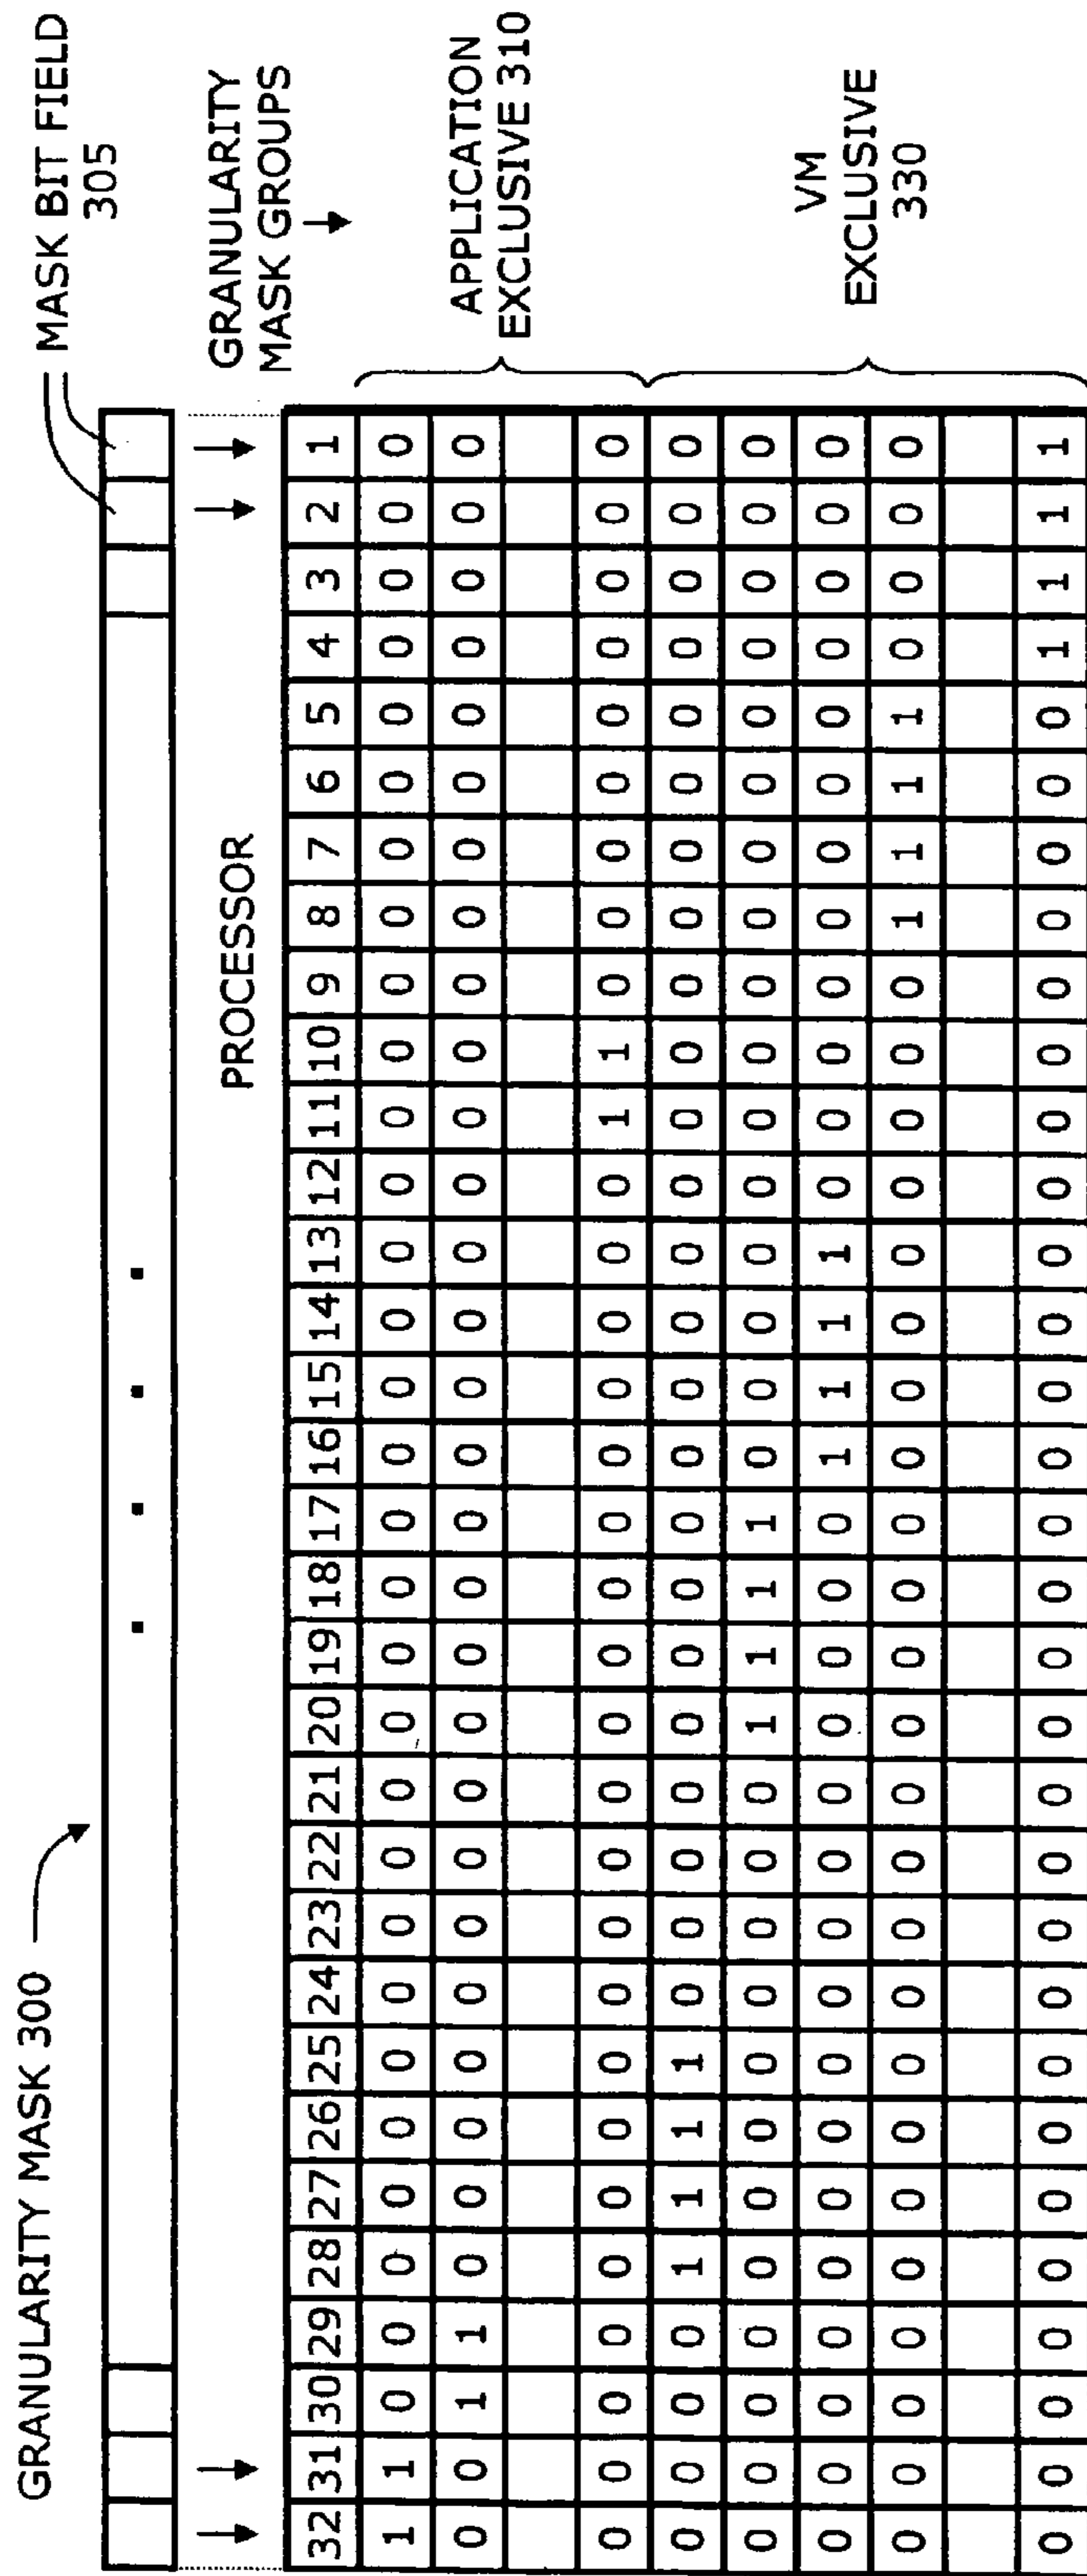 GRANULARITY MASK 300
MASK BIT FIELD
305
PROCESSOR
GRANULARITY
MASK GROUPS
32 31 30 29 28 27 26 25 24 23 22 21 20 19 18 17 16 15 14 13 12 11 10 9 8 7 6 5 4 3 2 1
1 1 0 0 0 0 0 0 0 0 0 0 0 0 0 0 0 0 0 0 0 0 0 0 0 0 0 0 0 0 0 0
0 0 1 1 0 0 0 0 0 0 0 0 0 0 0 0 0 0 0 0 0 0 0 0 0 0 0 0 0 0 0 0
0 0 0 0 0 0 0 0 0 0 0 0 0 0 0 0 0 0 0 0 0 1 1 0 0 0 0 0 0 0 0 0
APPLICATION
EXCLUSIVE 310
0 0 0 0 1 1 1 1 0 0 0 0 0 0 0 0 0 0 0 0 0 0 0 0 0 0 0 0 0 0 0 0
0 0 0 0 0 0 0 0 0 0 0 0 1 1 1 1 0 0 0 0 0 0 0 0 0 0 0 0 0 0 0 0
0 0 0 0 0 0 0 0 0 0 0 0 0 0 0 0 1 1 1 1 0 0 0 0 0 0 0 0 0 0 0 0
0 0 0 0 0 0 0 0 0 0 0 0 0 0 0 0 0 0 0 0 0 0 0 0 1 1 1 1 0 0 0 0
0 0 0 0 0 0 0 0 0 0 0 0 0 0 0 0 0 0 0 0 0 0 0 0 0 0 0 0 1 1 1 1
VM
EXCLUSIVE
330